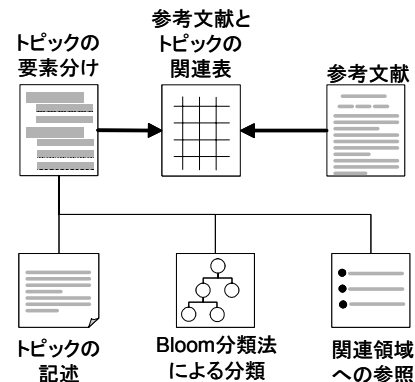 トピックの
要素分け
参考文献と
トピックの
関連表
参考文献
トピックの
記述
Bloom分類法
による分類
関連領域
への参照